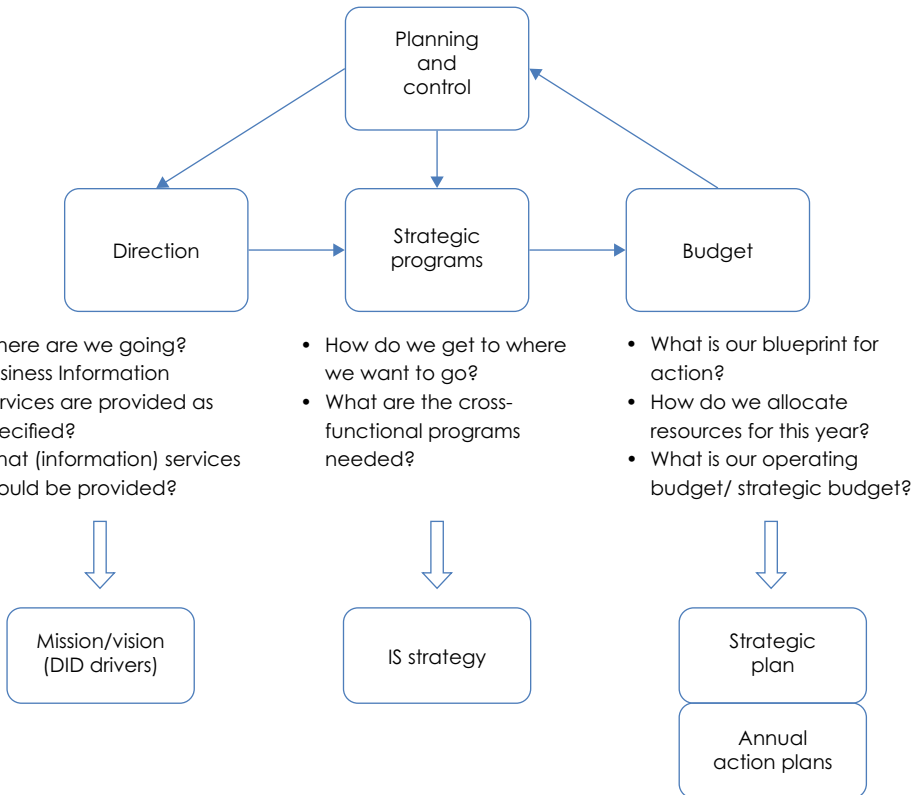 Planning
and
control
Direction
Strategic
programs
Budget
here are we going?
siness Information
rvices are provided as
ecified?
hat (information) services
ould be provided?
• How do we get to where
we want to go?
• What are the cross-
functional programs
needed?
• What is our blueprint for
action?
• How do we allocate
resources for this year?
• What is our operating
budget/ strategic budget?
Mission/vision
(DID drivers)
IS strategy
Strategic
plan
Annual
action plans